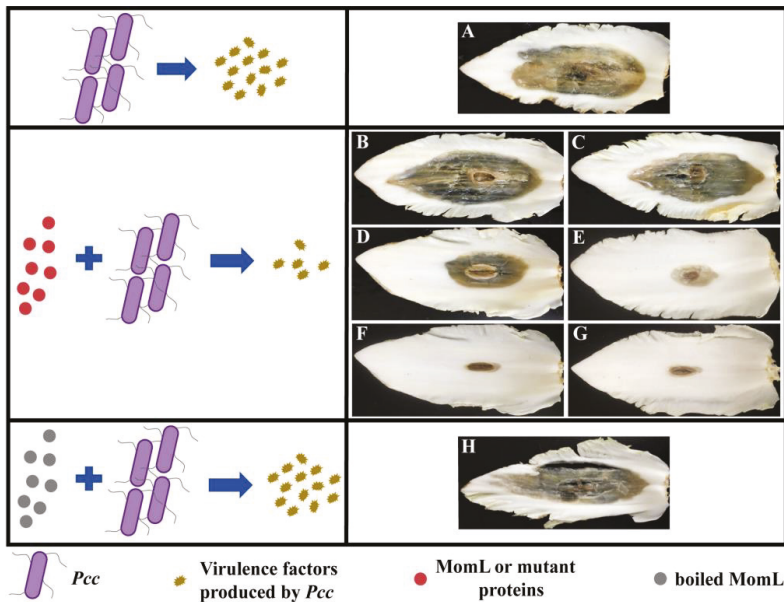 A
B
C
D
E
F
G
H
Pcc
Virulence factors
produced by Pcc
MomL or mutant
proteins
boiled MomL